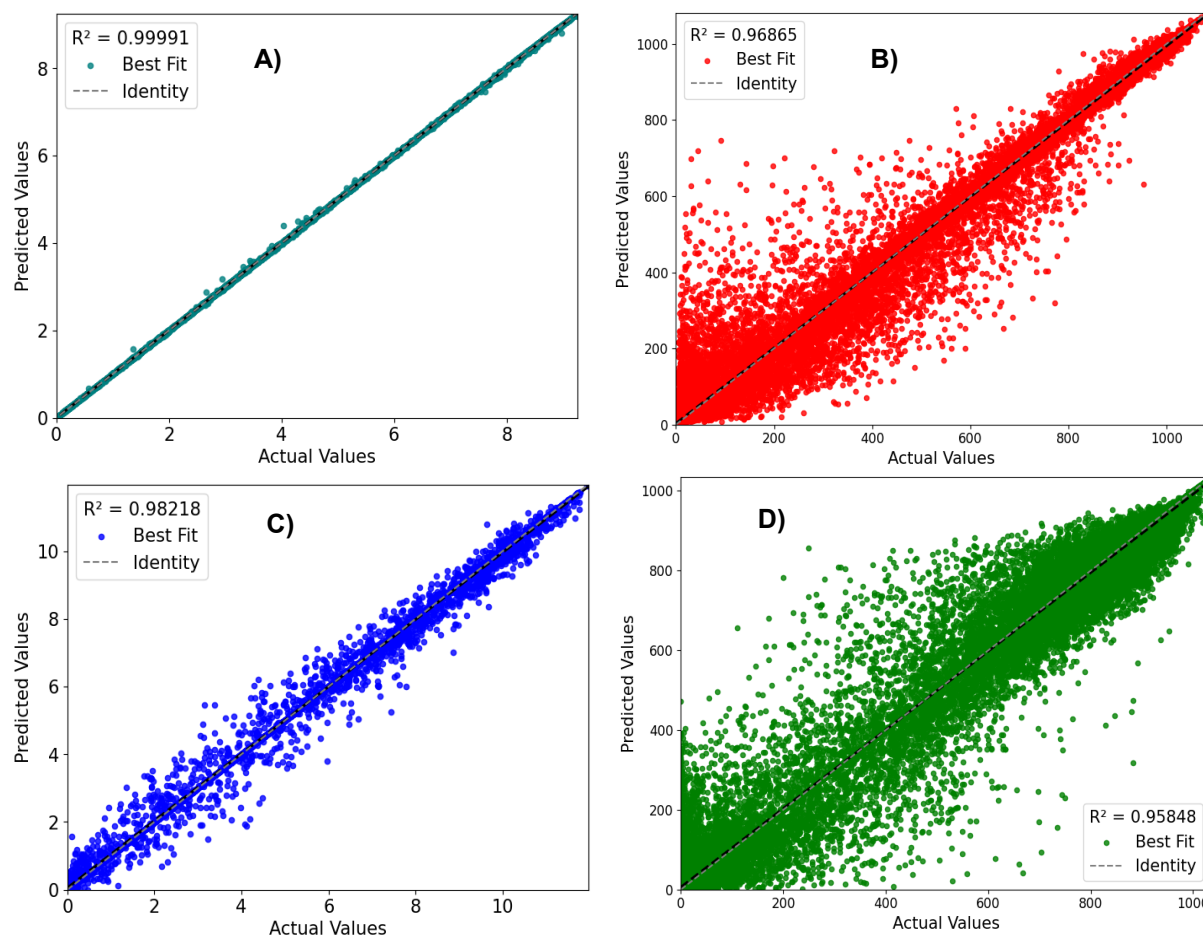 R² = 0.99991
Best Fit
Identity
A)
8
6
4
2
0
0 2 4 6 8
Predicted Values
Actual Values
R² = 0.96865
Best Fit
Identity
B)
1000
800
600
400
200
0
0 200 400 600 800 1000
Predicted Values
Actual Values
R² = 0.98218
Best Fit
Identity
C)
10
8
6
4
2
0
0 2 4 6 8 10
Predicted Values
Actual Values
D)
1000
800
600
400
200
0
R² = 0.95848
Best Fit
Identity
0 200 400 600 800 1000
Predicted Values
Actual Values